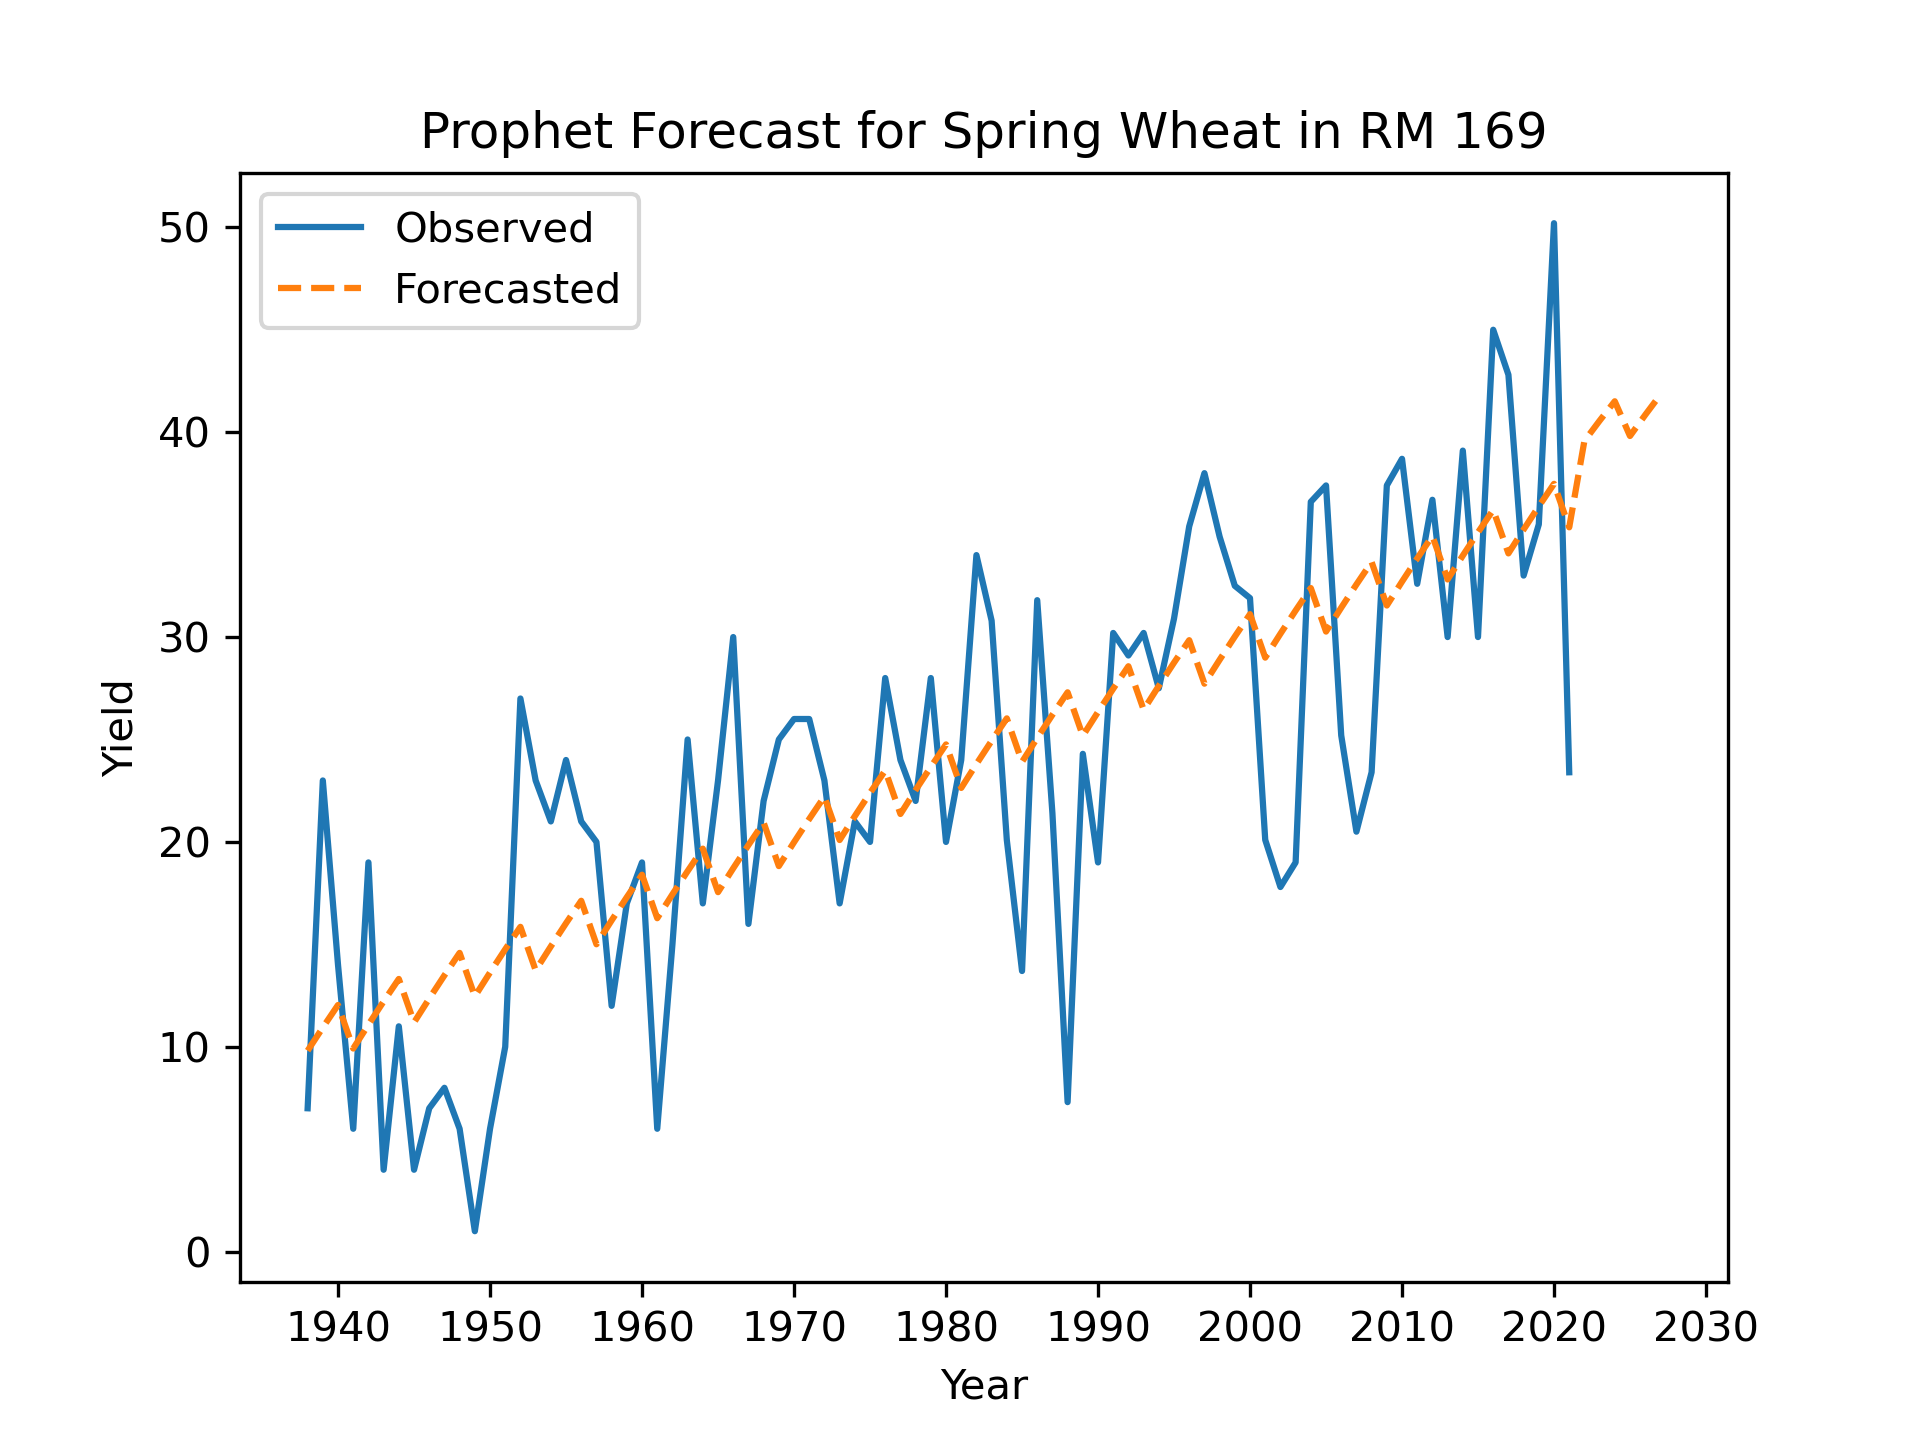 Prophet Forecast for Spring Wheat in RM 169
Observed
Forecasted
50
40
30
20
10
0
Yield
1940 1950 1960 1970 1980 1990 2000 2010 2020 2030
Year